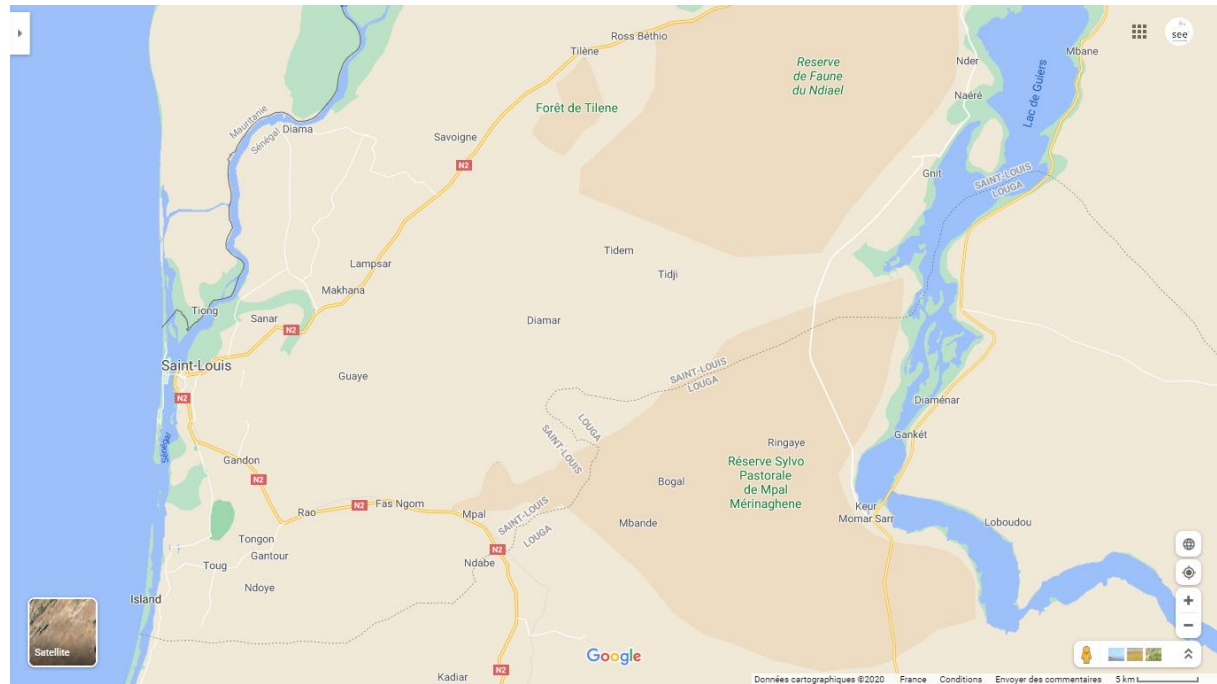 Ross Béthio
Tilène
Reserve
de Faune
du Ndiael
Nder
Mbane
see
Naéré
Lac de Guiers
Forêt de Tilene
Mauritanie
Sénégal
Diama
Savoigne
N2
Gnit
SAINT-LOUIS
LOUGA
Tidem
Tidji
Lampsar
Makhana
Tiong
Sanar
N2
Diamar
Saint-Louis
Guaye
SAINT-LOUIS
LOUGA
N2
Diaménar
LOUGA
SAINT-LOUIS
Sénégal
Gankét
Ringaye
Gandon
N2
Réserve Sylvo
Pastorale
de Mpal
Mérinaghene
Bogal
Rao
N2
Fas Ngom
Mpal
SAINT-LOUIS
LOUGA
Mbande
Keur
Momar Sarr
Loboudou
Tongon
Gantour
Toug
N2
Ndabe
Ndoye
Island
Satellite
Google
Kadiar
N2
Données cartographiques ©2020 France Conditions Envoyer des commentaires 5 km